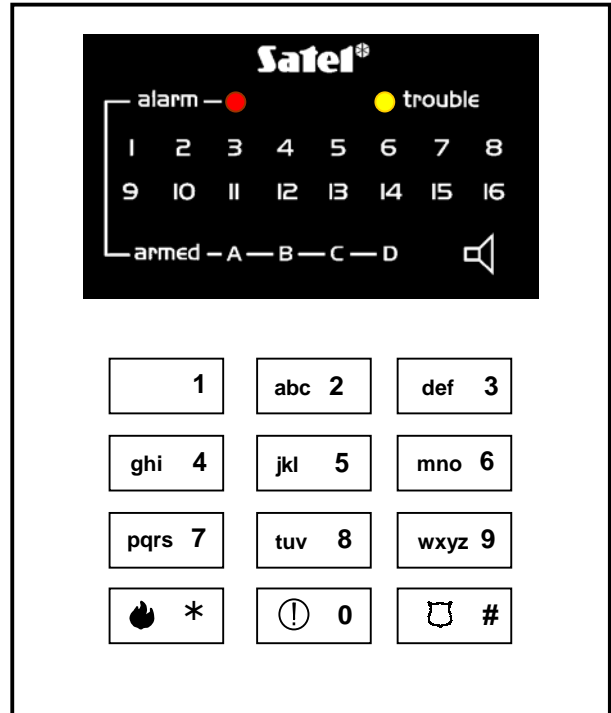 Satel
alarm trouble
1 2 3 4 5 6 7 8
9 10 11 12 13 14 15 16
armed A B C D
1 abc 2 def 3
ghi 4 jkl 5 mno 6
pqrs 7 tuv 8 wxyz 9
* ! 0 #